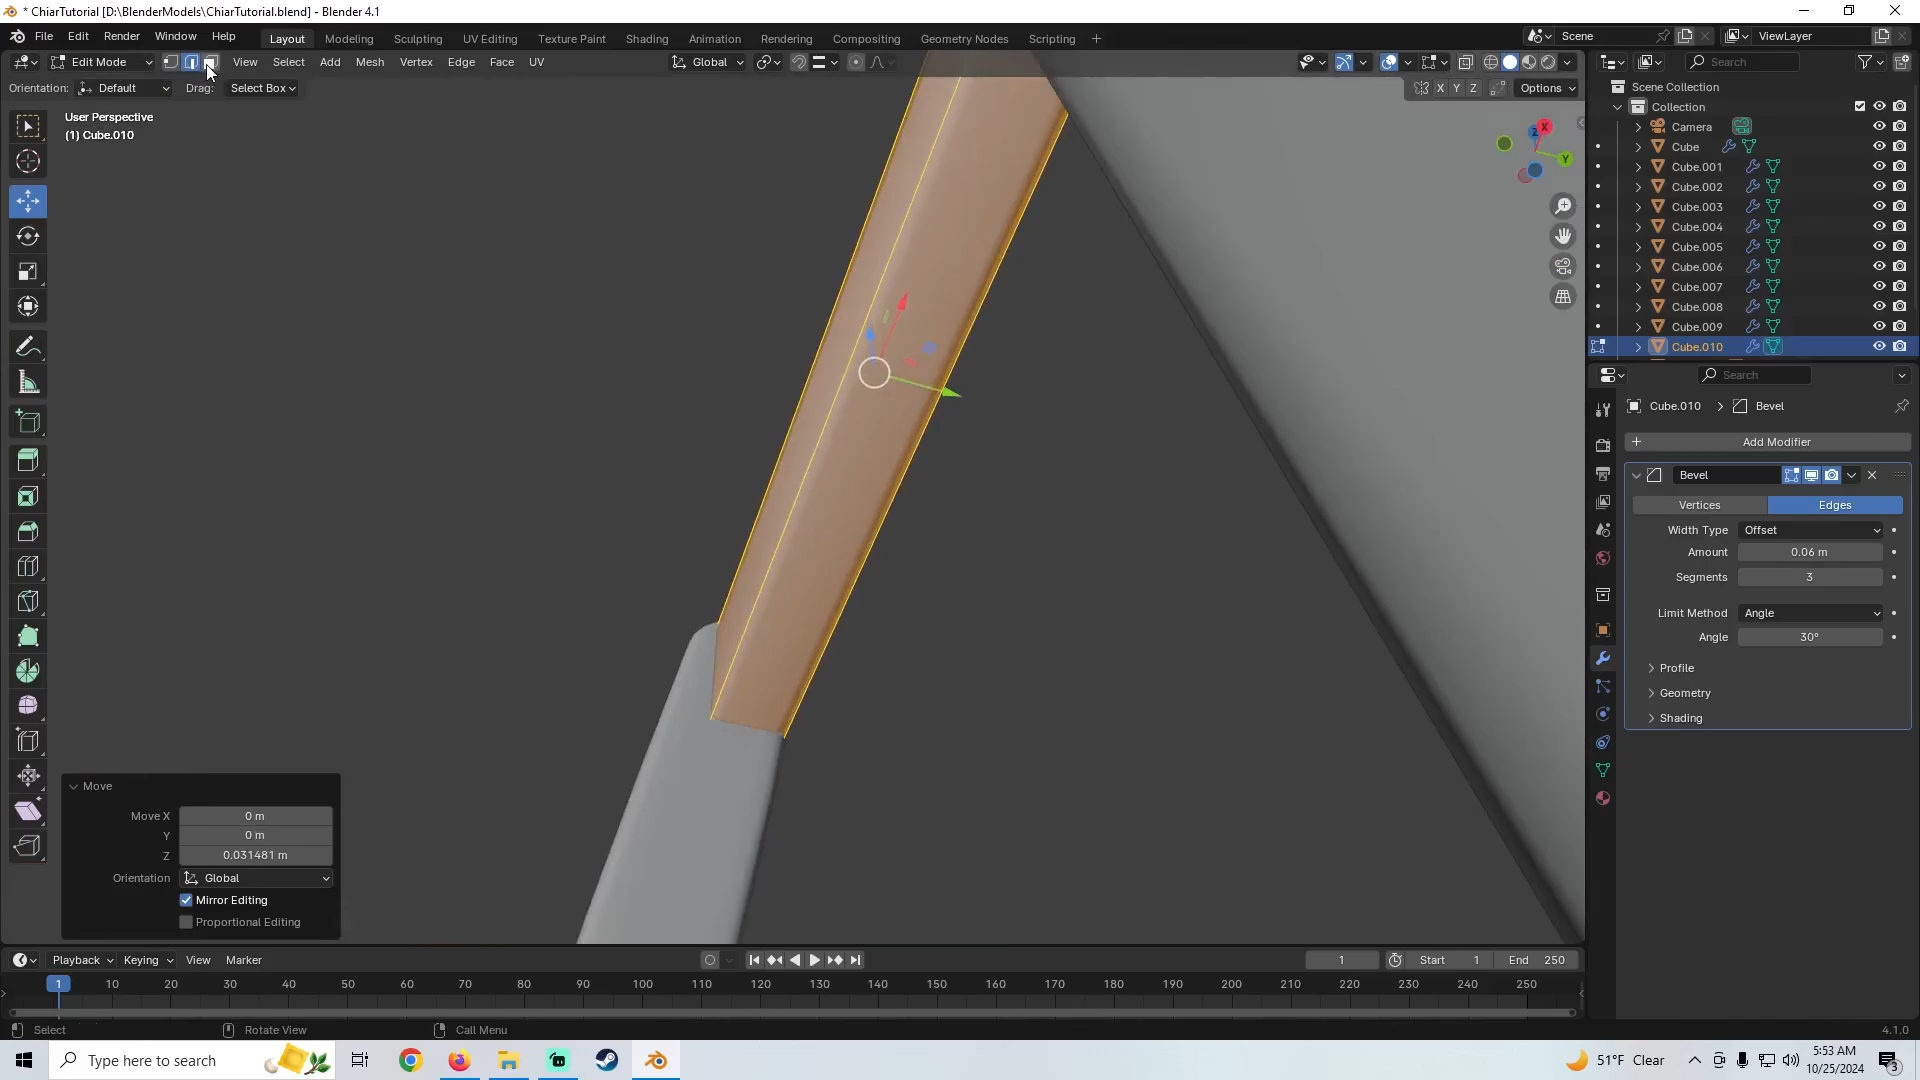 * ChiarTutorial [D:\BlenderModels\ChiarTutorial.blend] - Blender 4.1
File Edit Render Window Help Layout Modeling Sculpting UV Editing Texture Paint Shading Animation Rendering Compositing Geometry Nodes Scripting + Scene ViewLayer
Edit Mode View Select Add Mesh Vertex Edge Face UV Global Search
Orientation: Default Drag: Select Box X Y Z Options
Scene Collection
User Perspective
(1) Cube.010
Collection
Camera
Cube
Cube.001
Cube.002
Cube.003
Cube.004
Cube.005
Cube.006
Cube.007
Cube.008
Cube.009
Cube.010
X
Y
Z
Search
Cube.010 > Bevel
+ Add Modifier
Bevel
Vertices Edges
Width Type Offset
Amount 0.06 m
Segments 3
Limit Method Angle
Angle 30°
Profile
Geometry
Shading
Move
Move X 0 m
Y 0 m
Z 0.031481 m
Orientation Global
Mirror Editing
Proportional Editing
Playback Keying View Marker 1 Start 1 End 250
1 10 20 30 40 50 60 70 80 90 100 110 120 130 140 150 160 170 180 190 200 210 220 230 240 250
Select Rotate View Call Menu 4.1.0
Type here to search 51°F Clear 5:53 AM
10/25/2024 3